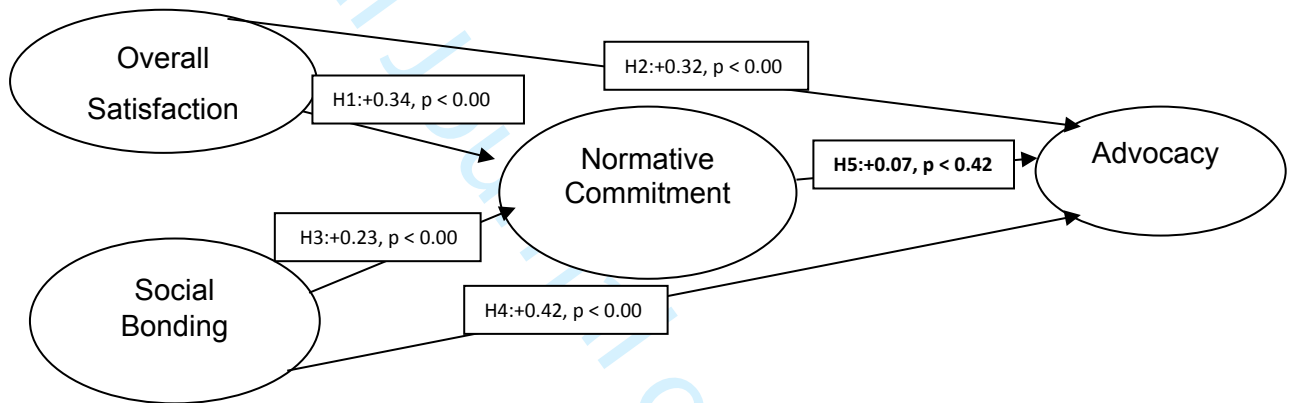 Overall
Satisfaction
H2:+0.32, p < 0.00
H1:+0.34, p < 0.00
Normative
Commitment
H5:+0.07, p < 0.42
Advocacy
H3:+0.23, p < 0.00
Social
Bonding
H4:+0.42, p < 0.00